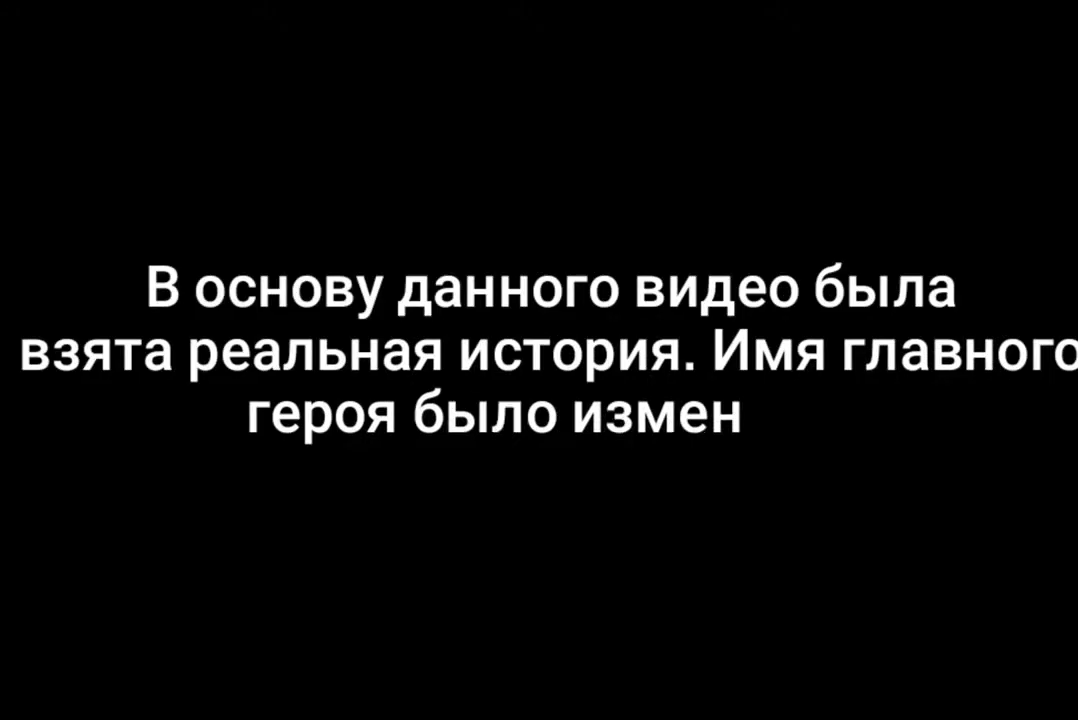 В основу данного видео была
взята реальная история. Имя главного
героя было измен